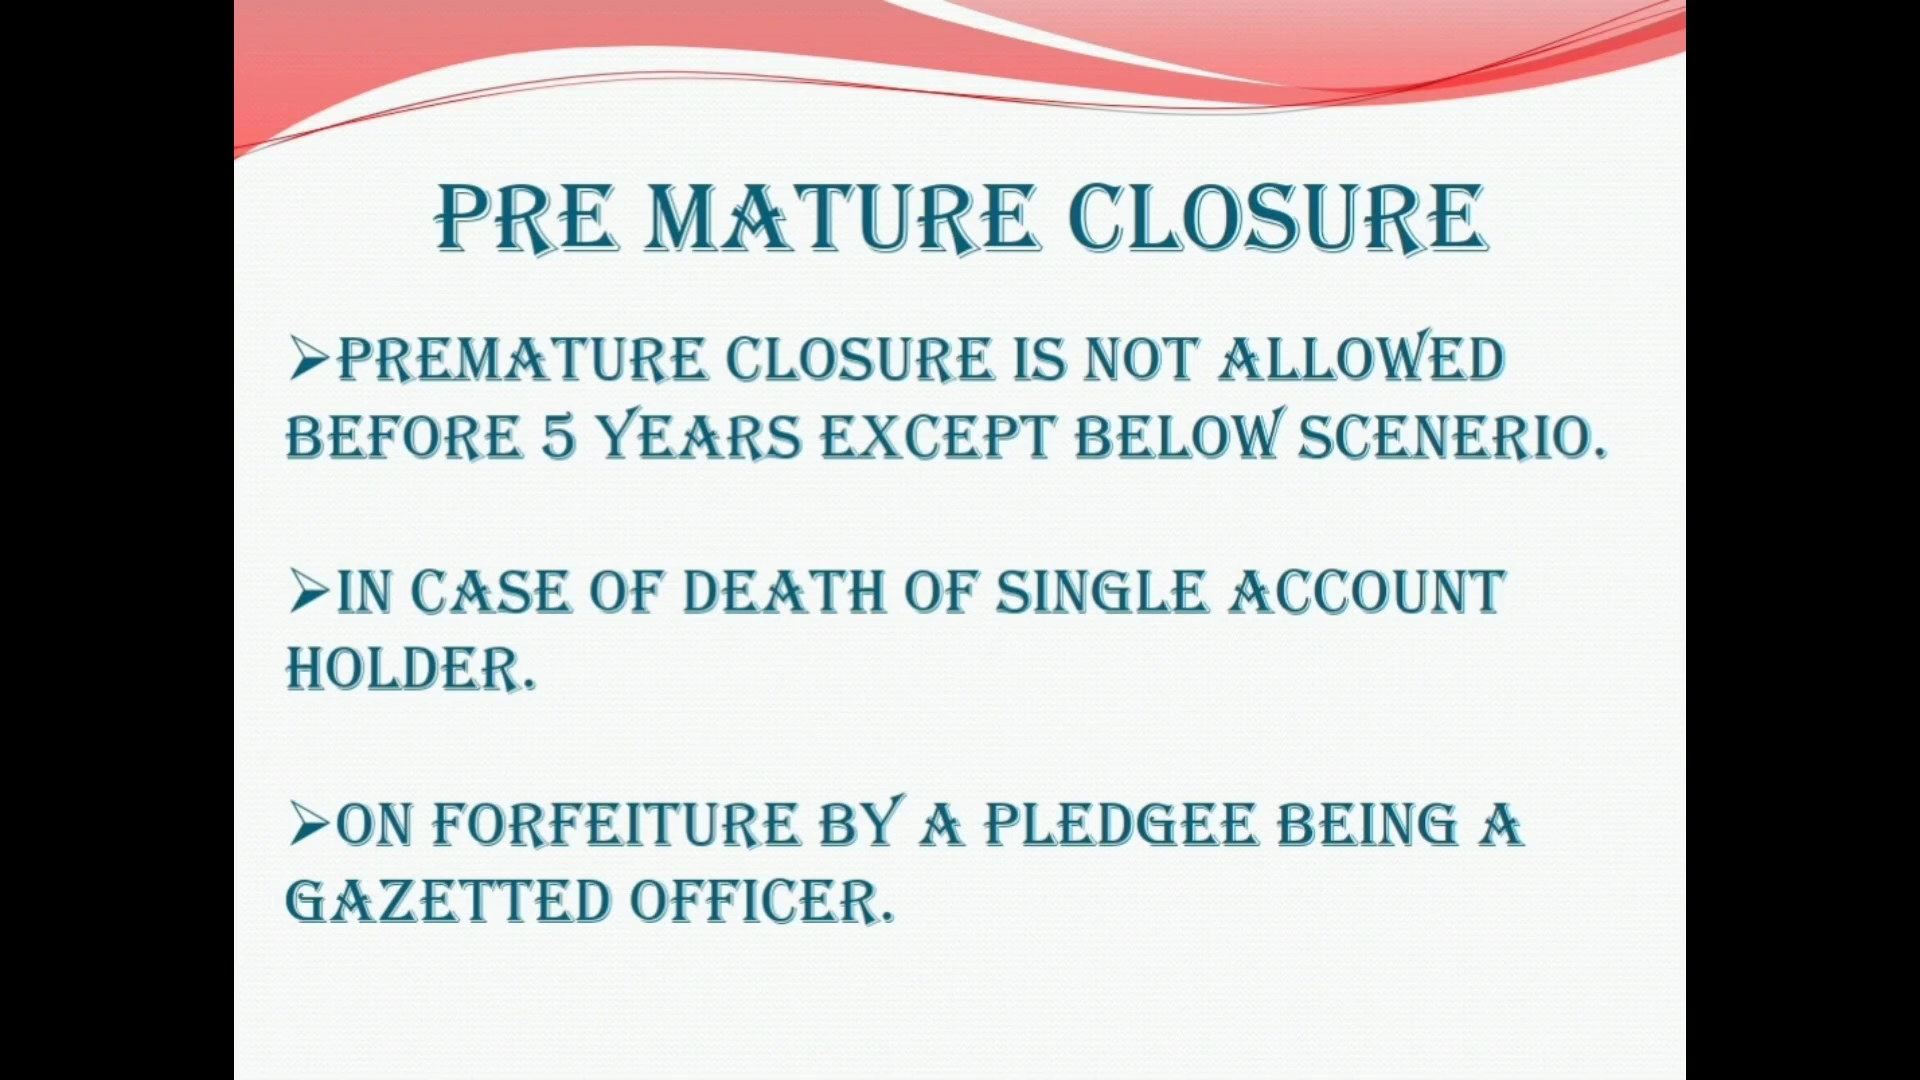 PRE MATURE CLOSURE
➢PREMATURE CLOSURE IS NOT ALLOWED
BEFORE 5 YEARS EXCEPT BELOW SCENERIO.
➢IN CASE OF DEATH OF SINGLE ACCOUNT
HOLDER.
➢ON FORFEITURE BY A PLEDGEE BEING A
GAZETTED OFFICER.